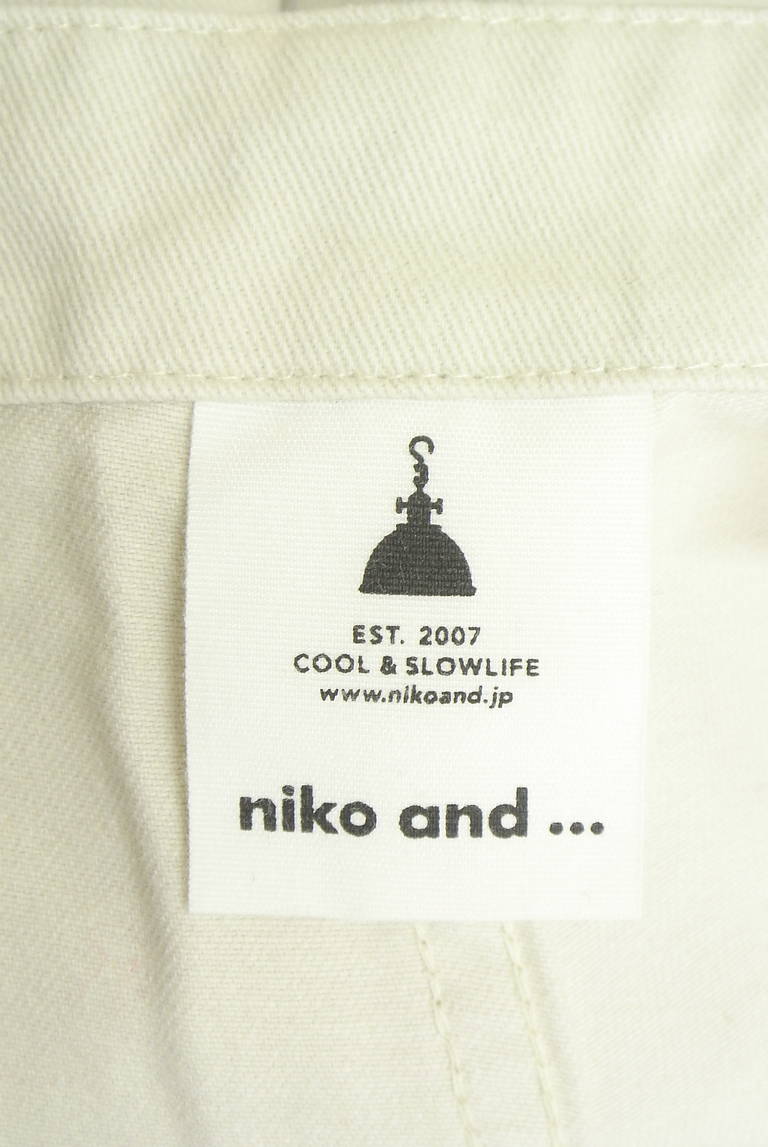 EST. 2007
COOL & SLOWLIFE
www.nikoand.jp
niko and ...